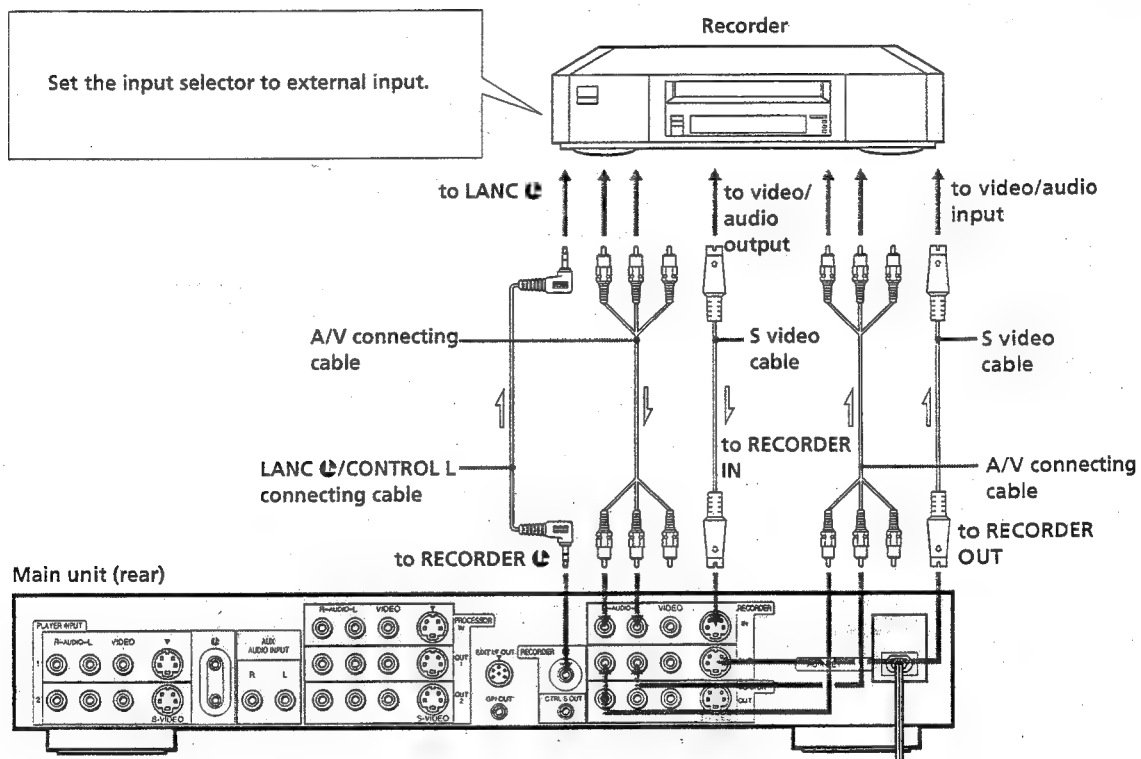 Recorder
Set the input selector to external input.
to LANC
to video/
audio
output
to video/audio
input
A/V connecting
cable
S video
cable
S video
cable
to RECORDER
IN
LANC /CONTROL L
connecting cable
A/V connecting
cable
to RECORDER
to RECORDER
OUT
Main unit (rear)
PLAYER INPUT
R-AUDIO-L VIDEO
1
2
S-VIDEO
AUX
AUDIO INPUT
R L
R-AUDIO-L VIDEO
PROCESSOR
IN
OUT
1
OUT
2
S-VIDEO
RECORDER
CTRL S OUT
R-AUDIO-L VIDEO
RECORDER
IN
OUT